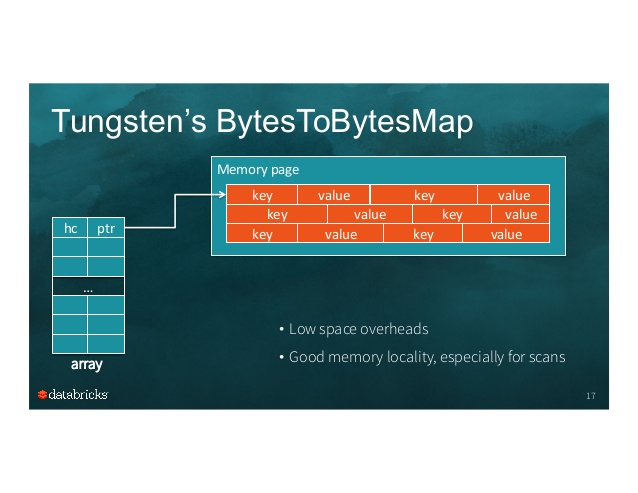 Tungsten’s BytesToBytesMap
Memory page
key value key value
key value key value
key value key value
hc ptr
...
array
• Low space overheads
• Good memory locality, especially for scans
databricks
17